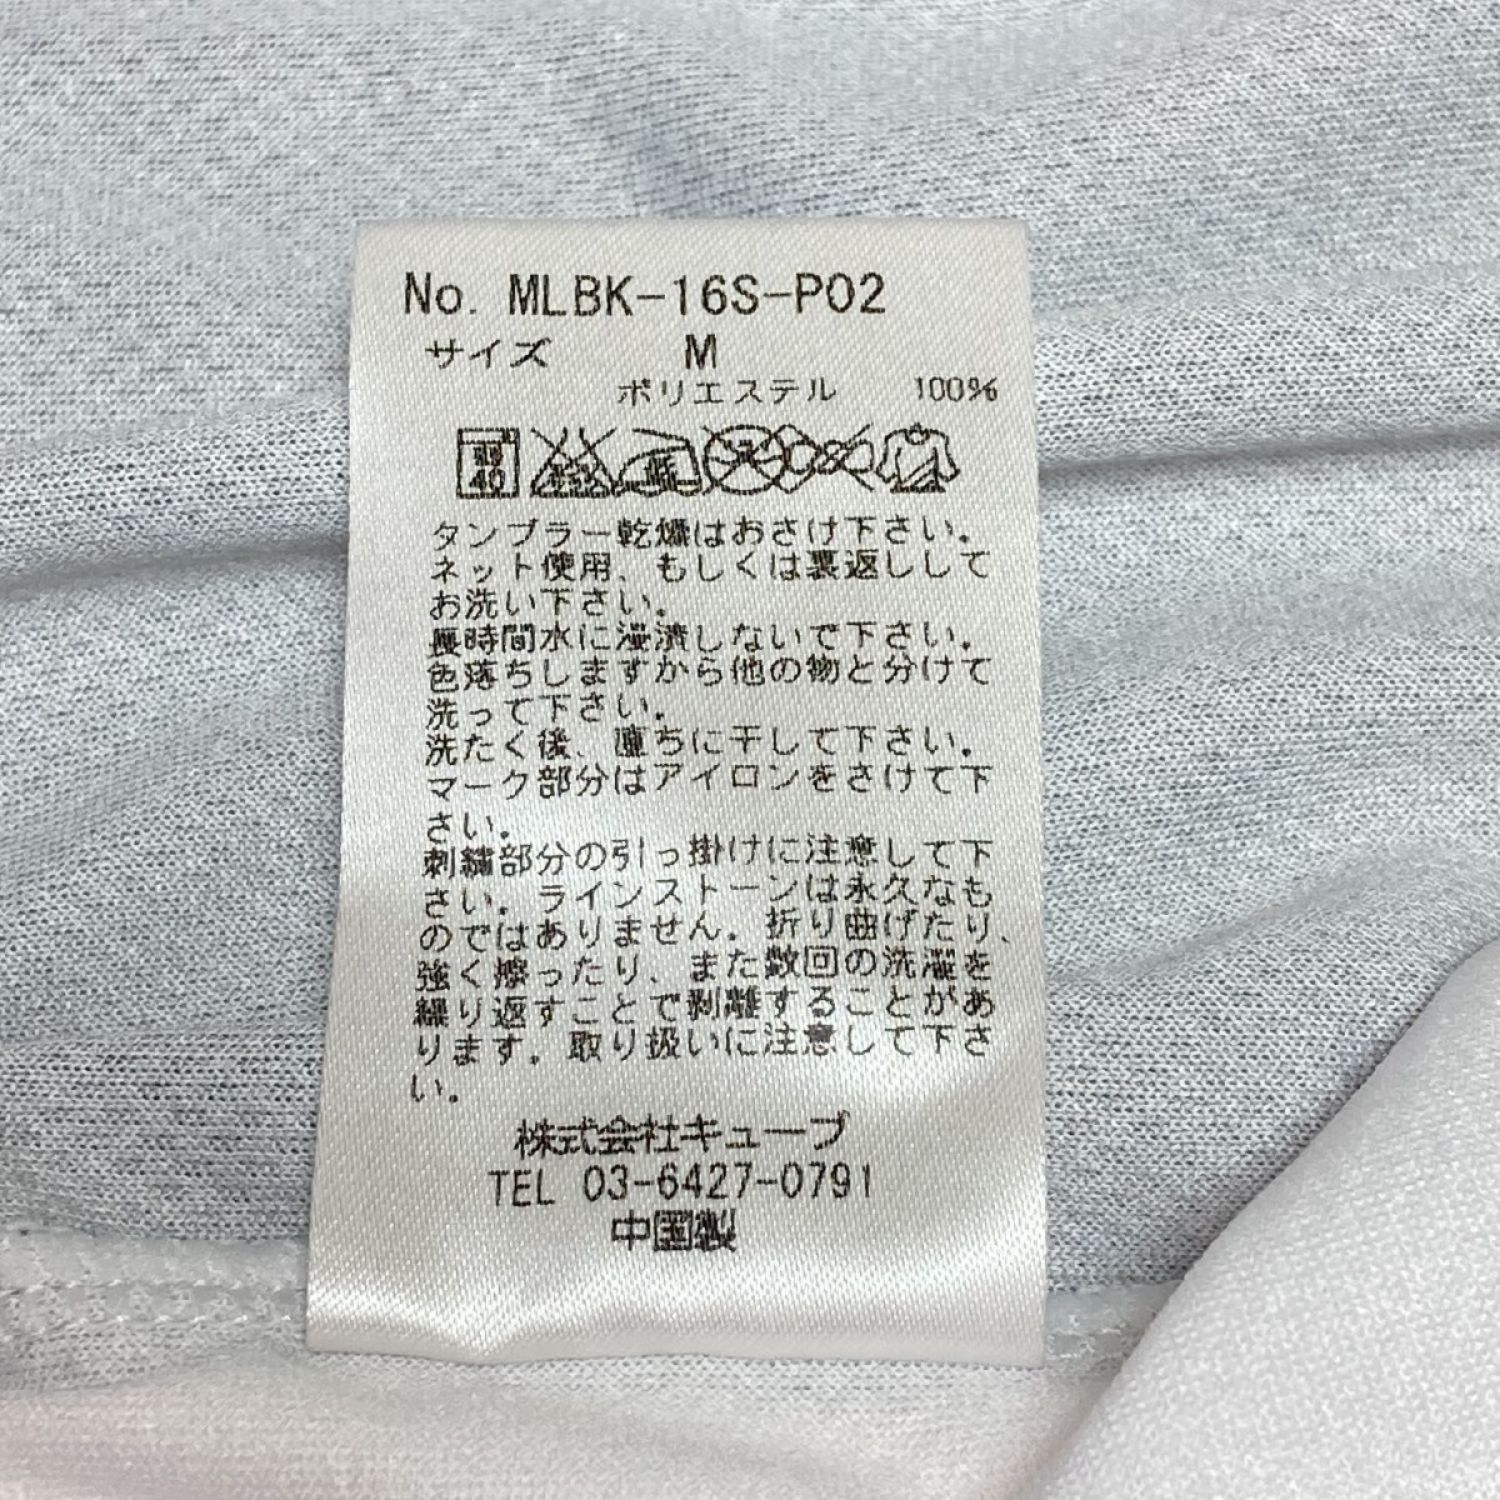 No. MLBK-16S-P02
サイズ M
ポリエステル 100%
40
タンブラー乾燥はおさけ下さい。
ネット使用、もしくは裏返しして
お洗い下さい。
長時間水に浸漬しないで下さい。
色落ちしますから他の物と分けて
洗って下さい。
洗たく後、直ちに干して下さい。
マーク部分はアイロンをさけて下
さい。
刺繍部分の引っ掛けに注意して下
さい。ラインストーンは永久なも
のではありません。折り曲げたり、
強く擦ったり、また数回の洗濯を
繰り返すことで剥離することがあ
ります。取り扱いに注意して下さ
い。
株式会社キューブ
TEL 03-6427-0791
中国製